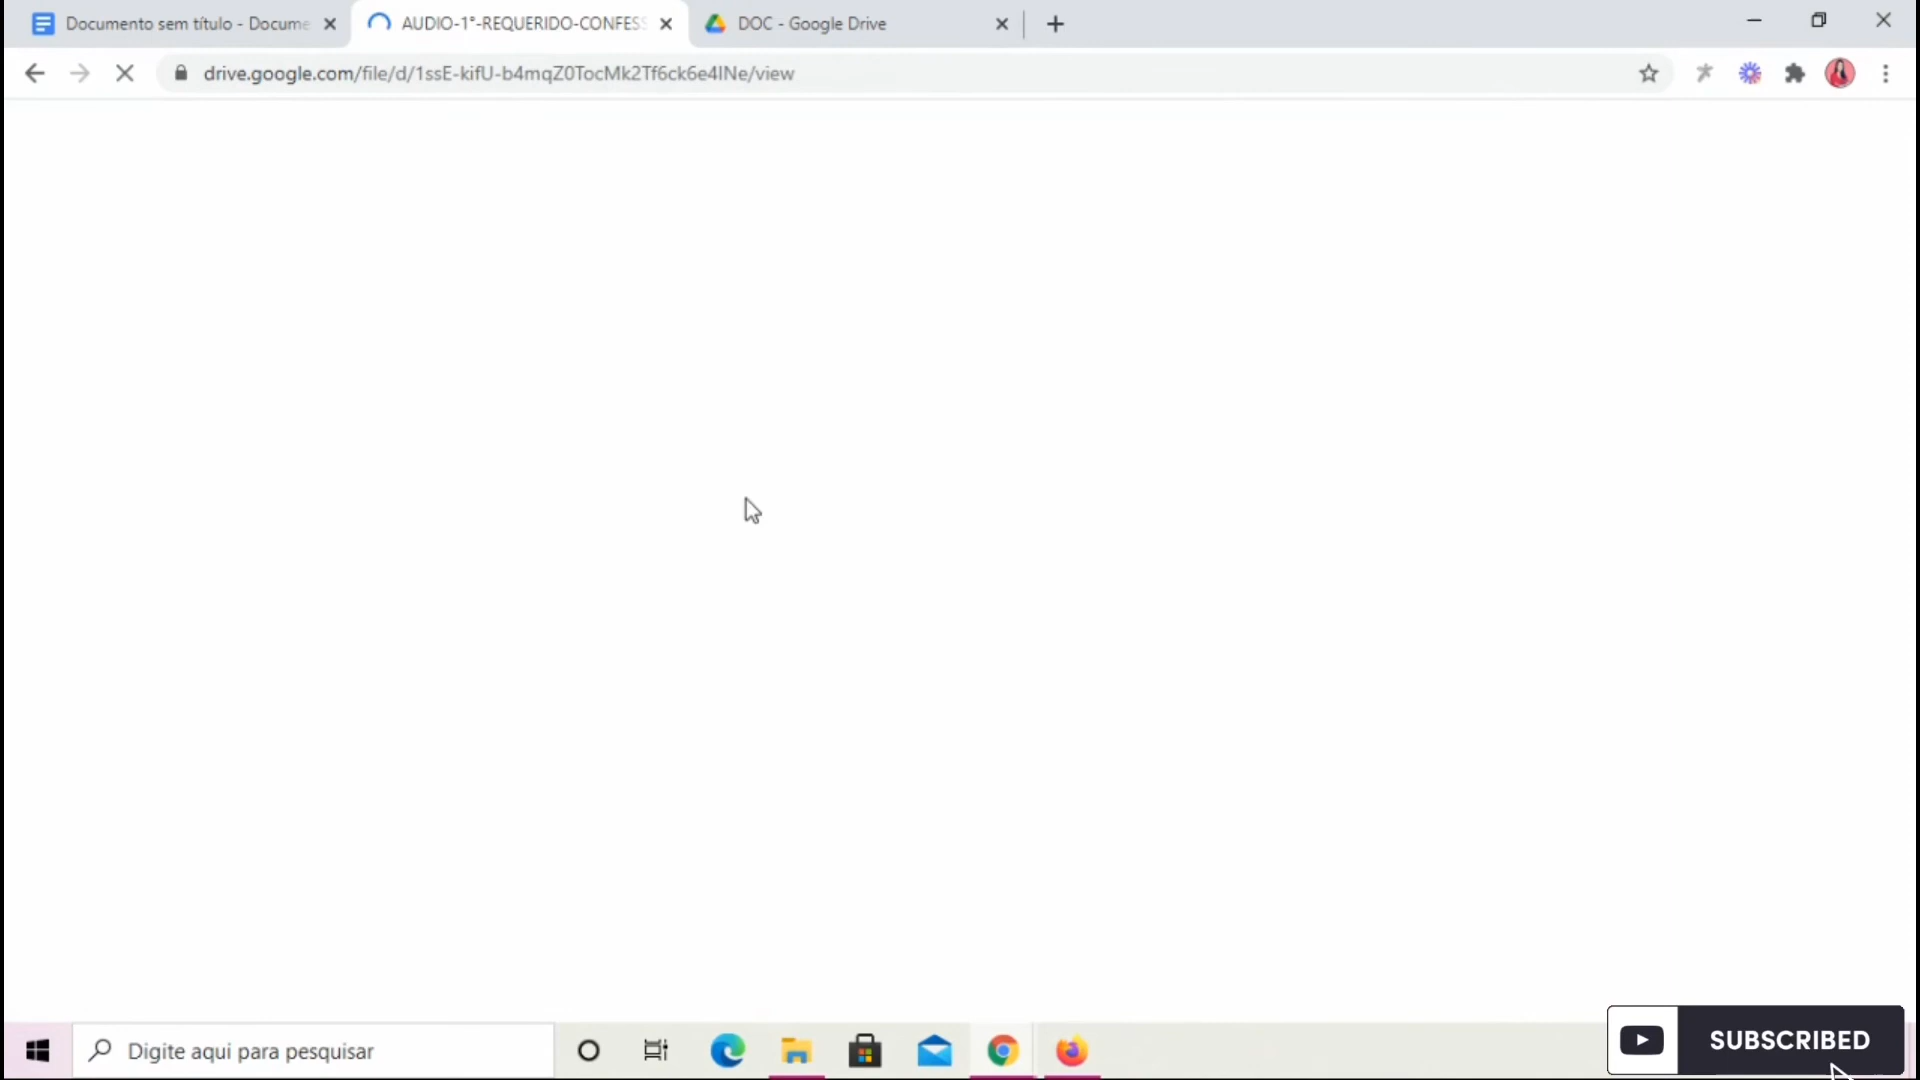 Documento sem título - Docume
AUDIO-1°-REQUERIDO-CONFESS
DOC - Google Drive
drive.google.com/file/d/1ssE-kifU-b4mqZ0TocMk2Tf6ck6e4lNe/view
Digite aqui para pesquisar
SUBSCRIBED